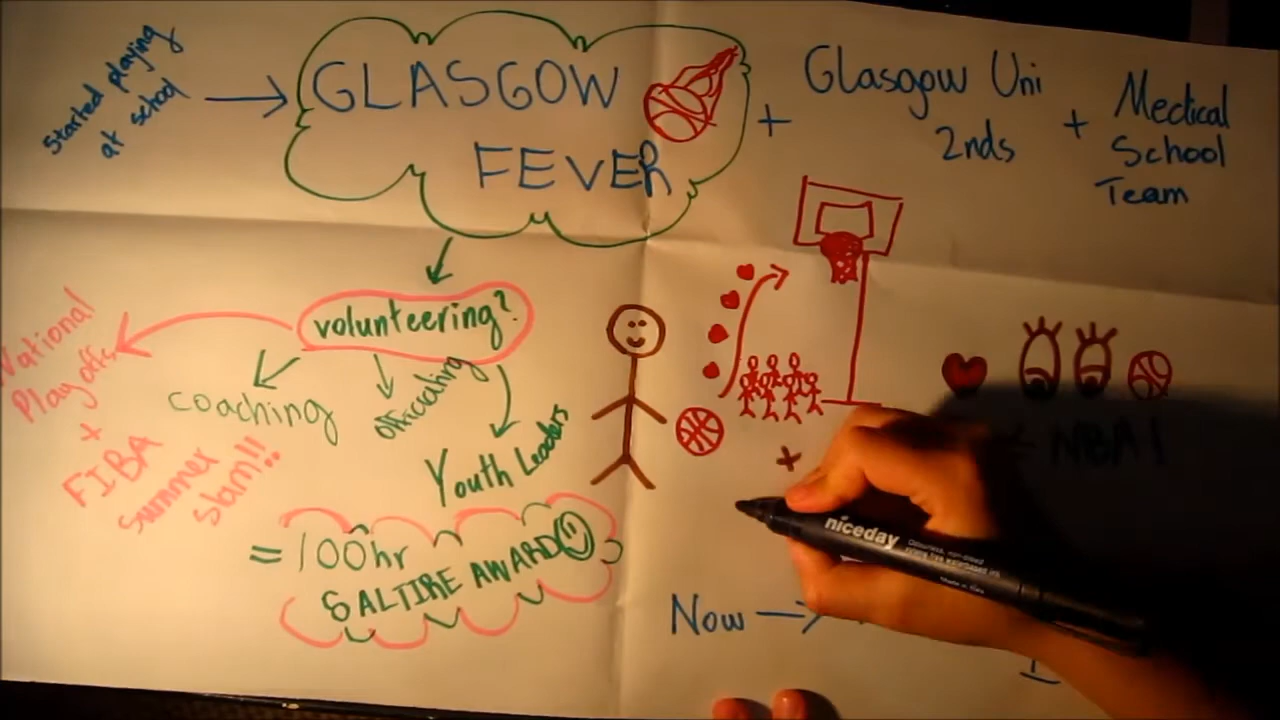 Started playing
at school
GLASGOW
FEVER
+
Glasgow Uni
2nds
+
Medical
School
Team
volunteering?
National
Playoffs
+
FIBA
Summer
Slam!!
coaching
Officiating
Youth Leaders
= 100hr
SALTIRE AWARD
+
NBA!
Now
niceday